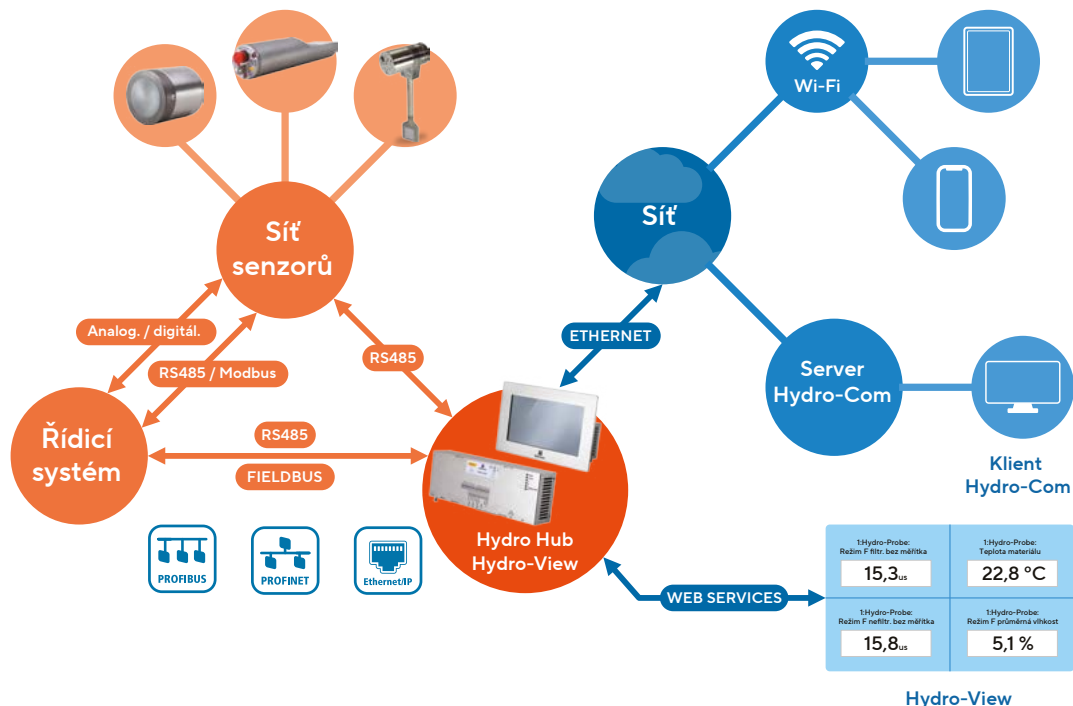 Wi-Fi
Síť
senzorů
Síť
Analog. / digitál.
RS485 / Modbus
RS485
ETHERNET
Server
Hydro-Com
Řídicí
systém
RS485
FIELDBUS
Klient
Hydro-Com
PROFIBUS
PROFINET
Ethernet/IP
Hydro Hub
Hydro-View
WEB SERVICES
1:Hydro-Probe:
Režim F filtr. bez měřítka
15,3us
1:Hydro-Probe:
Teplota materiálu
22,8 °C
1:Hydro-Probe:
Režim F nefiltr. bez měřítka
15,8us
1:Hydro-Probe:
Režim F průměrná vlhkost
5,1 %
Hydro-View